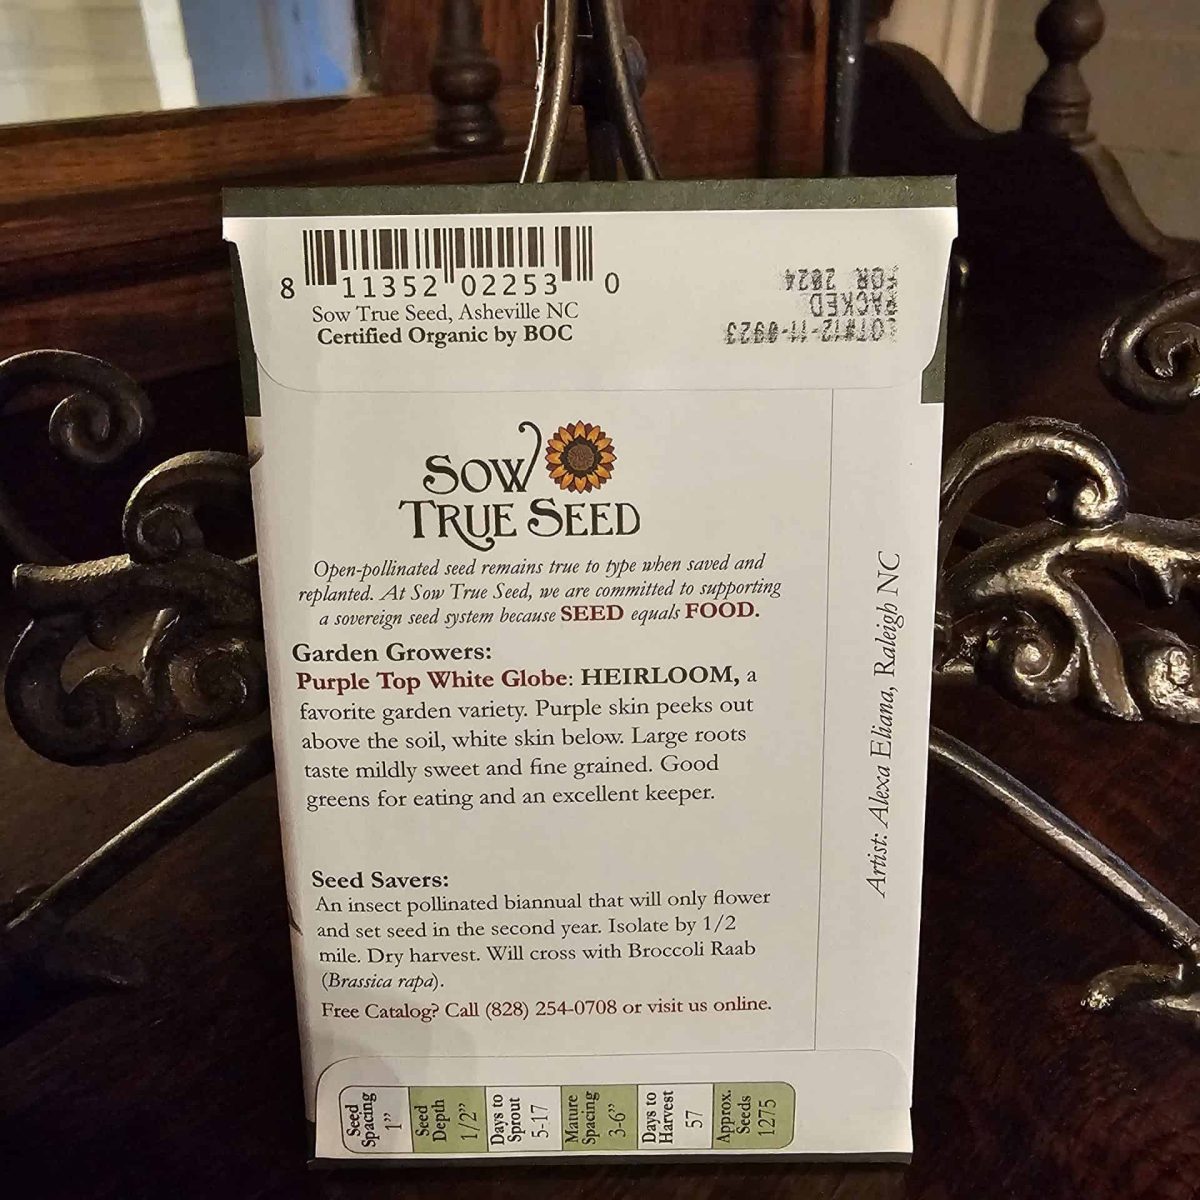 8 11352 02253 0
Sow True Seed, Asheville NC
Certified Organic by BOC
LOT#12-11-0923
PACKED
FOR 2024
SOW
TRUE SEED
Open-pollinated seed remains true to type when saved and
replanted. At Sow True Seed, we are committed to supporting
a sovereign seed system because SEED equals FOOD.
Garden Growers:
Purple Top White Globe: HEIRLOOM, a
favorite garden variety. Purple skin peeks out
above the soil, white skin below. Large roots
taste mildly sweet and fine grained. Good
greens for eating and an excellent keeper.
Seed Savers:
An insect pollinated biannual that will only flower
and set seed in the second year. Isolate by 1/2
mile. Dry harvest. Will cross with Broccoli Raab
(Brassica rapa).
Free Catalog? Call (828) 254-0708 or visit us online.
Artist: Alexa Eliana, Raleigh NC
Seed
Spacing
1”
Seed
Depth
1/2”
Days to
Sprout
5-17
Mature
Spacing
3-6”
Days to
Harvest
57
Approx.
Seeds
1275